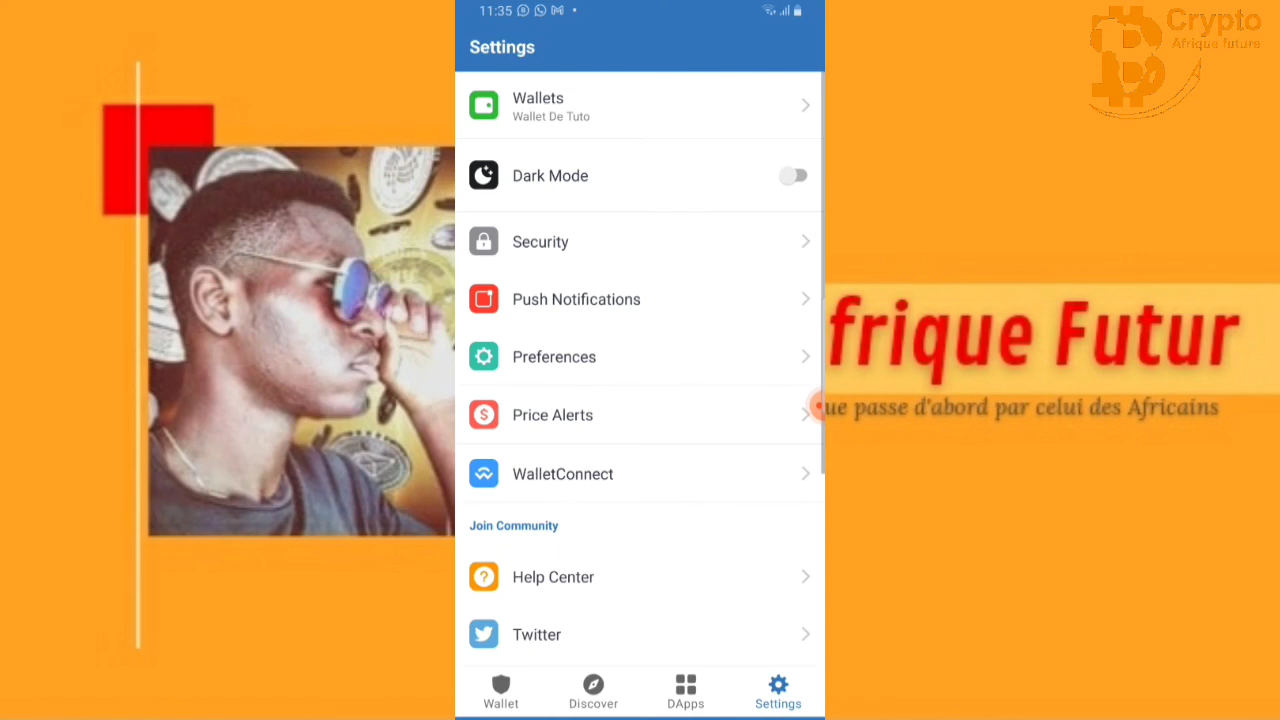 11:35
Crypto
Afrique future
Settings
Wallets
Wallet De Tuto
Dark Mode
Security
Push Notifications
Preferences
Price Alerts
WalletConnect
Join Community
Help Center
Twitter
Wallet
Discover
DApps
Settings
frique Futur
ue passe d'abord par celui des Africains